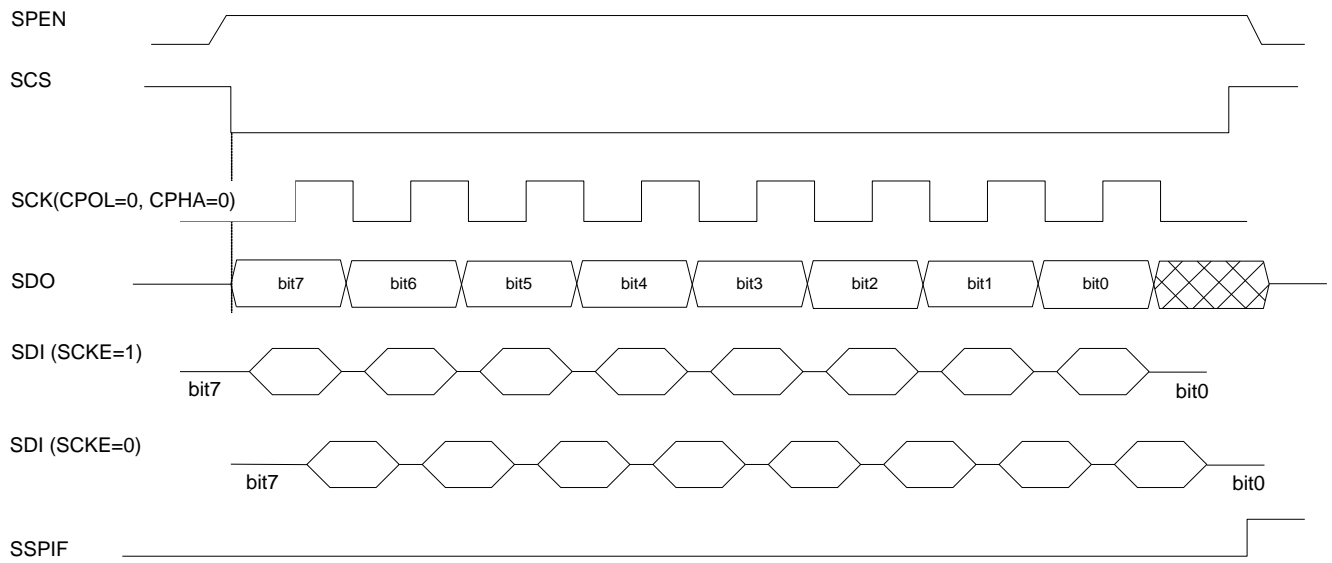 SPEN
SCS
SCK(CPOL=0, CPHA=0)
SDO
bit7 bit6 bit5 bit4 bit3 bit2 bit1 bit0
SDI (SCKE=1)
bit7 bit0
SDI (SCKE=0)
bit7 bit0
SSPIF